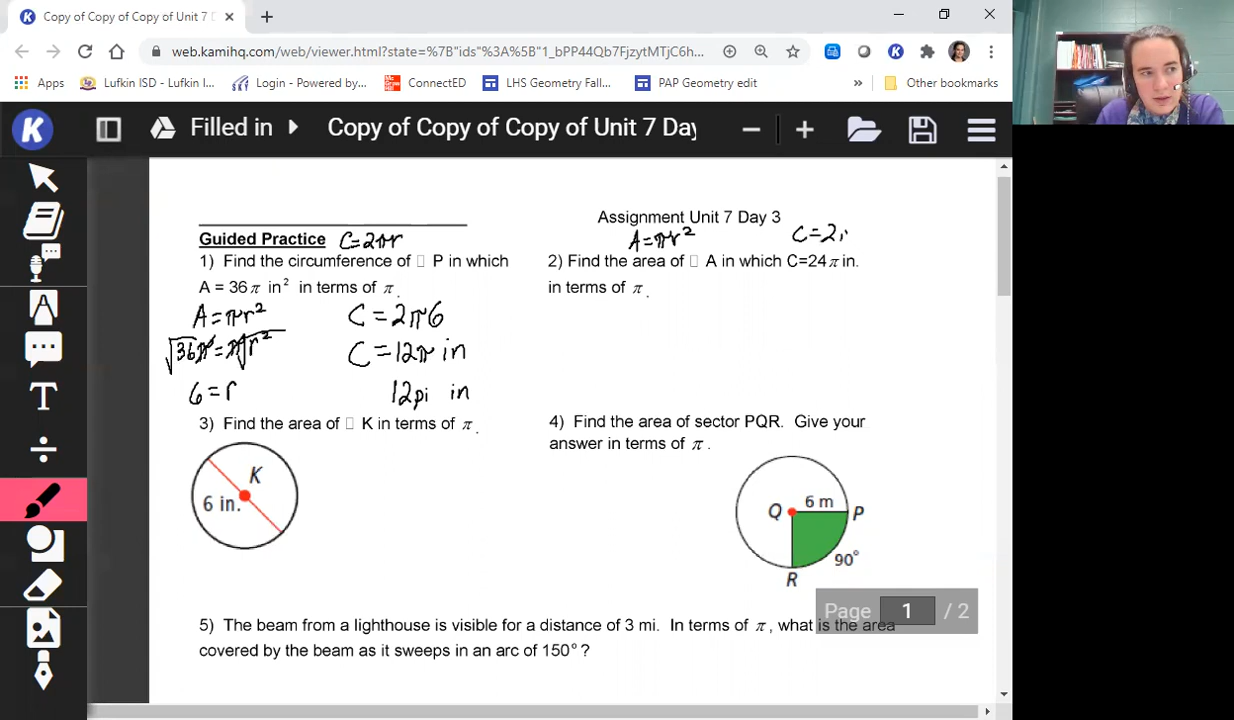 Copy of Copy of Copy of Unit 7 D
web.kamihq.com/web/viewer.html?state=%7B"ids"%3A%5B"1_bPP44Qb7FjzytMTjC6h...
Apps Lufkin ISD - Lufkin I... Login - Powered by... ConnectED LHS Geometry Fall... PAP Geometry edit » Other bookmarks
Filled in Copy of Copy of Copy of Unit 7 Day
Assignment Unit 7 Day 3
Guided Practice C=2πr
A=πr² C=2
1) Find the circumference of □ P in which
A = 36π in² in terms of π.
A=πr²
√36π=π√r²
6=r
C=2π6
C=12π in
12pi in
2) Find the area of □ A in which C=24π in.
in terms of π.
3) Find the area of □ K in terms of π.
K
6 in.
4) Find the area of sector PQR. Give your
answer in terms of π.
6 m
Q P
90°
R
Page 1 / 2
5) The beam from a lighthouse is visible for a distance of 3 mi. In terms of π, what is the area
covered by the beam as it sweeps in an arc of 150°?